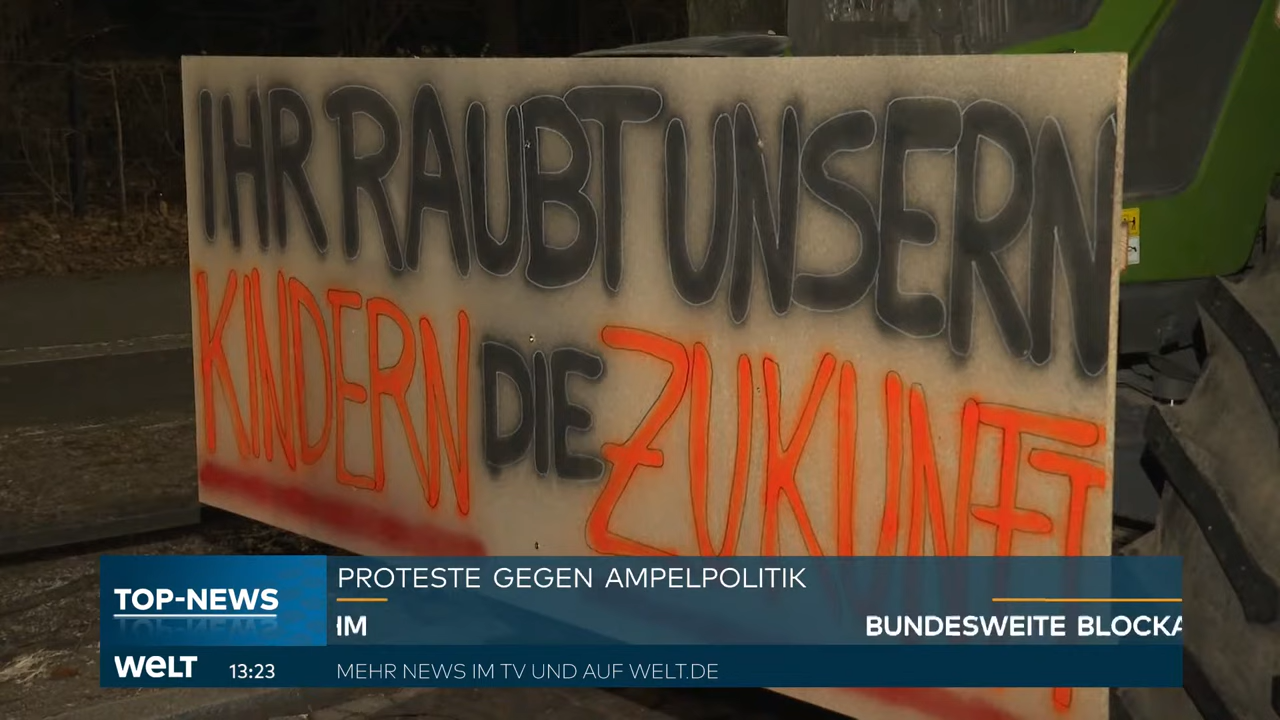 IHR RAUBT UNSERN
KINDERN DIE ZUKUNFT
PROTESTE GEGEN AMPELPOLITIK
TOP-NEWS
BUNDESWEITE
welt 13:23 MEHR NEWS IM TV UND AUF WELT.DE